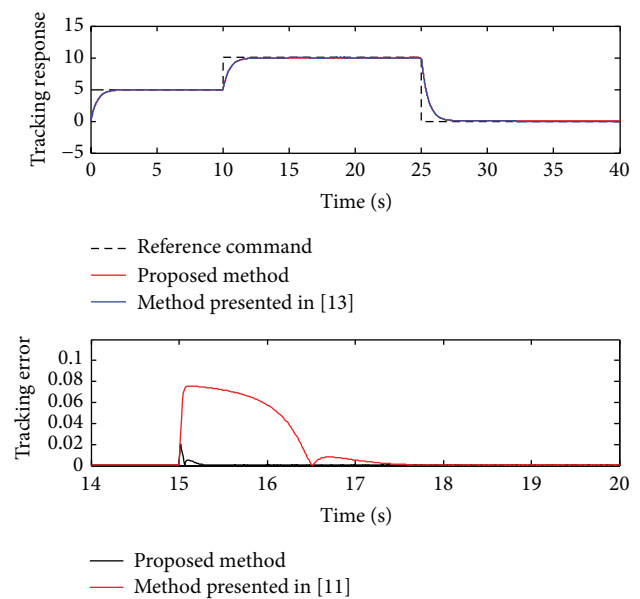 15
10
5
0
−5
Tracking response
0 5 10 15 20 25 30 35 40
Time (s)
Reference command
Proposed method
Method presented in [13]
0.1
0.08
0.06
0.04
0.02
0
Tracking error
14 15 16 17 18 19 20
Time (s)
Proposed method
Method presented in [11]